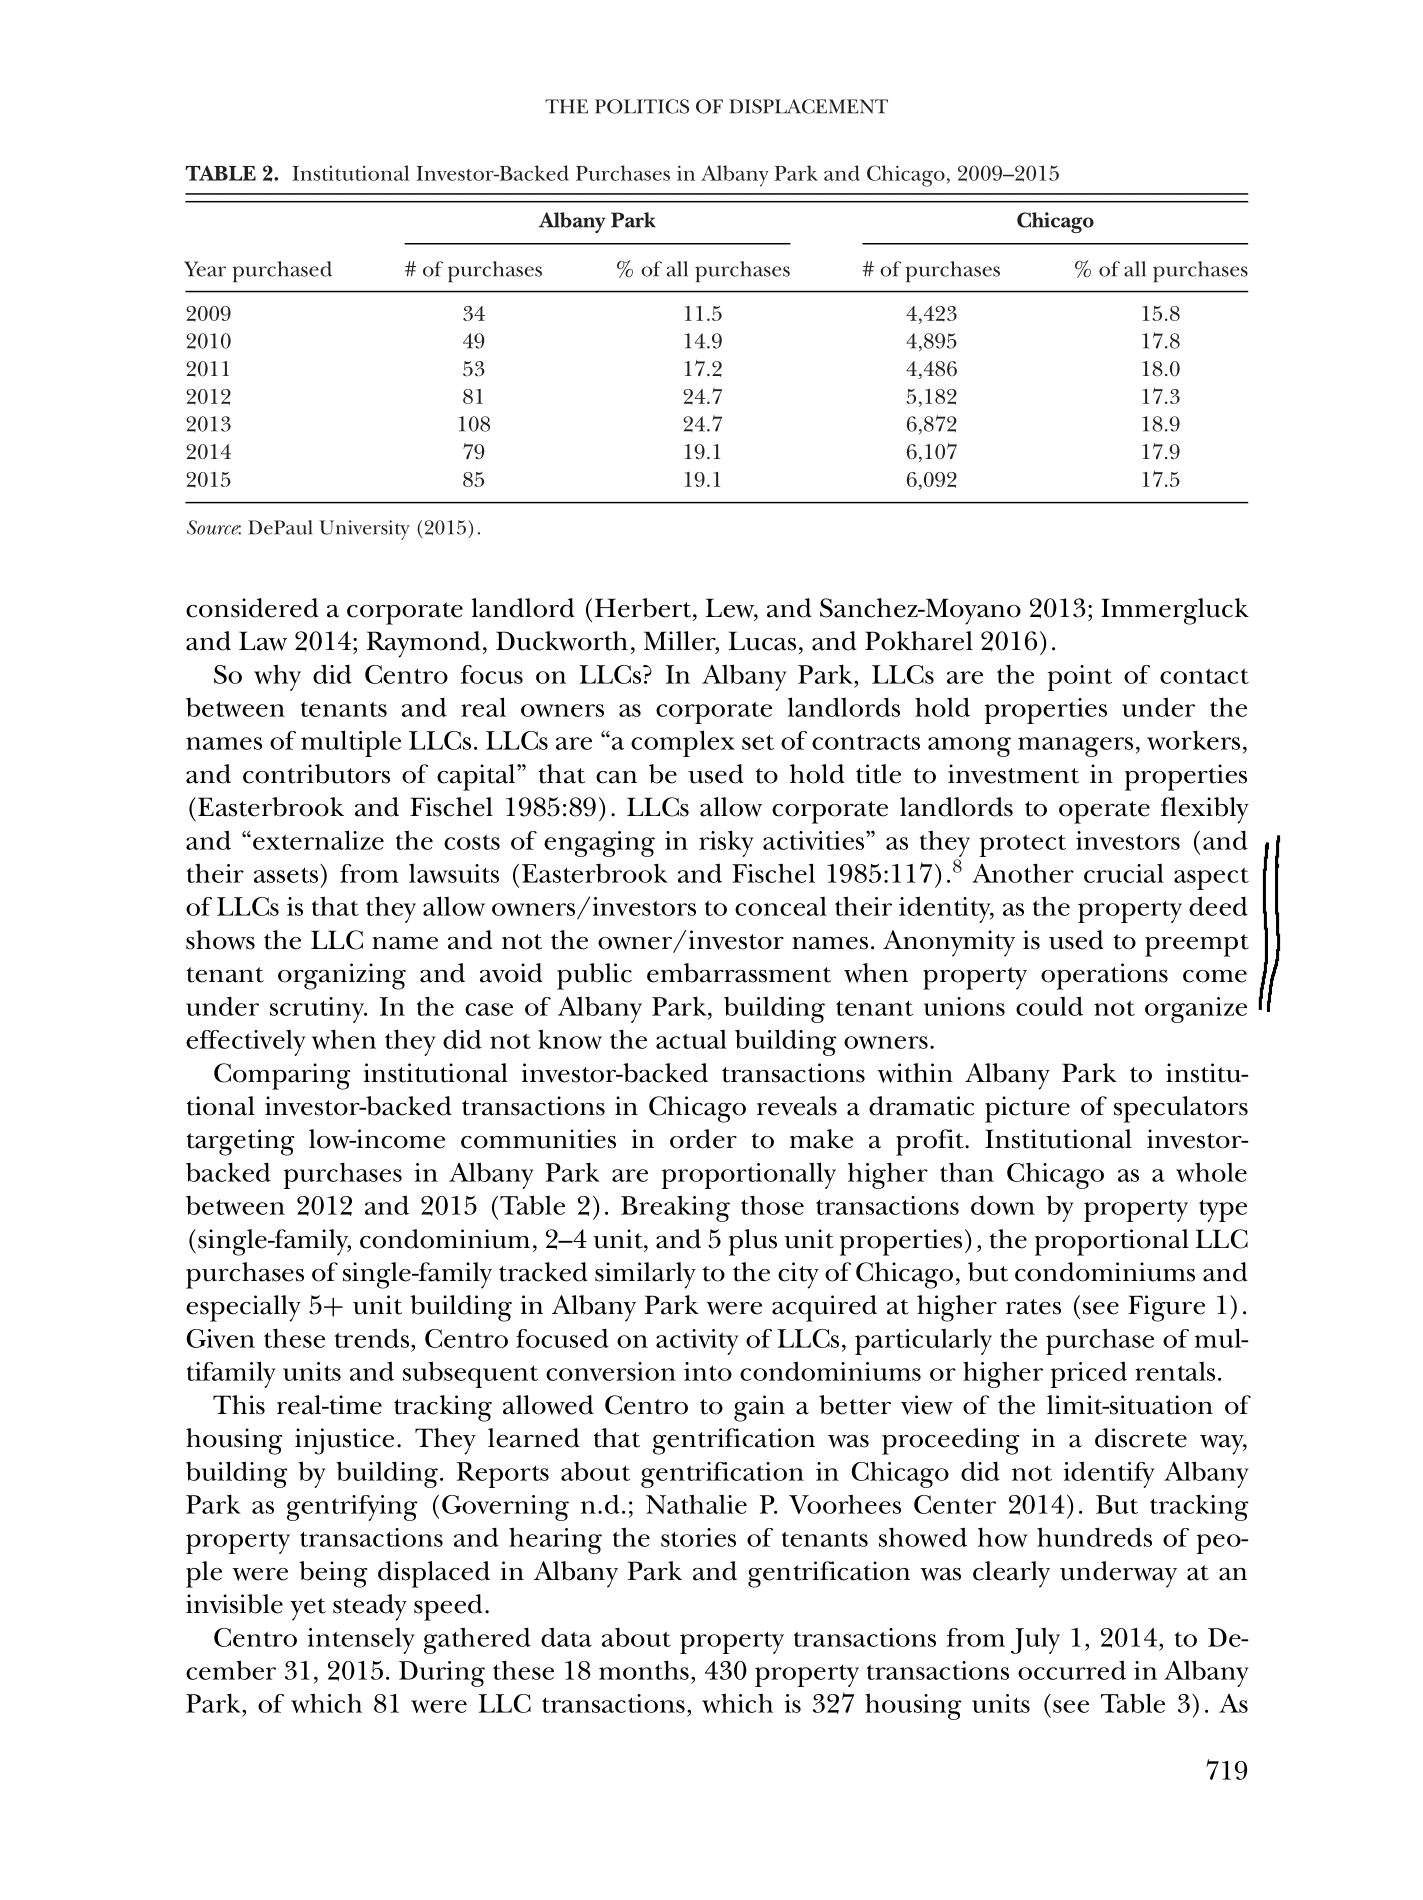 THE POLITICS OF DISPLACEMENT
TABLE 2. Institutional Investor-Backed Purchases in Albany Park and Chicago, 2009–2015
Albany Park Chicago
Year purchased # of purchases % of all purchases # of purchases % of all purchases
2009 34 11.5 4,423 15.8
2010 49 14.9 4,895 17.8
2011 53 17.2 4,486 18.0
2012 81 24.7 5,182 17.3
2013 108 24.7 6,872 18.9
2014 79 19.1 6,107 17.9
2015 85 19.1 6,092 17.5
Source: DePaul University (2015).
considered a corporate landlord (Herbert, Lew, and Sanchez-Moyano 2013; Immergluck
and Law 2014; Raymond, Duckworth, Miller, Lucas, and Pokharel 2016).
So why did Centro focus on LLCs? In Albany Park, LLCs are the point of contact
between tenants and real owners as corporate landlords hold properties under the
names of multiple LLCs. LLCs are “a complex set of contracts among managers, workers,
and contributors of capital” that can be used to hold title to investment in properties
(Easterbrook and Fischel 1985:89). LLCs allow corporate landlords to operate flexibly
and “externalize the costs of engaging in risky activities” as they protect investors (and
their assets) from lawsuits (Easterbrook and Fischel 1985:117).8 Another crucial aspect
of LLCs is that they allow owners/investors to conceal their identity, as the property deed
shows the LLC name and not the owner/investor names. Anonymity is used to preempt
tenant organizing and avoid public embarrassment when property operations come
under scrutiny. In the case of Albany Park, building tenant unions could not organize
effectively when they did not know the actual building owners.
Comparing institutional investor-backed transactions within Albany Park to institu-
tional investor-backed transactions in Chicago reveals a dramatic picture of speculators
targeting low-income communities in order to make a profit. Institutional investor-
backed purchases in Albany Park are proportionally higher than Chicago as a whole
between 2012 and 2015 (Table 2). Breaking those transactions down by property type
(single-family, condominium, 2–4 unit, and 5 plus unit properties), the proportional LLC
purchases of single-family tracked similarly to the city of Chicago, but condominiums and
especially 5+ unit building in Albany Park were acquired at higher rates (see Figure 1).
Given these trends, Centro focused on activity of LLCs, particularly the purchase of mul-
tifamily units and subsequent conversion into condominiums or higher priced rentals.
This real-time tracking allowed Centro to gain a better view of the limit-situation of
housing injustice. They learned that gentrification was proceeding in a discrete way,
building by building. Reports about gentrification in Chicago did not identify Albany
Park as gentrifying (Governing n.d.; Nathalie P. Voorhees Center 2014). But tracking
property transactions and hearing the stories of tenants showed how hundreds of peo-
ple were being displaced in Albany Park and gentrification was clearly underway at an
invisible yet steady speed.
Centro intensely gathered data about property transactions from July 1, 2014, to De-
cember 31, 2015. During these 18 months, 430 property transactions occurred in Albany
Park, of which 81 were LLC transactions, which is 327 housing units (see Table 3). As
719